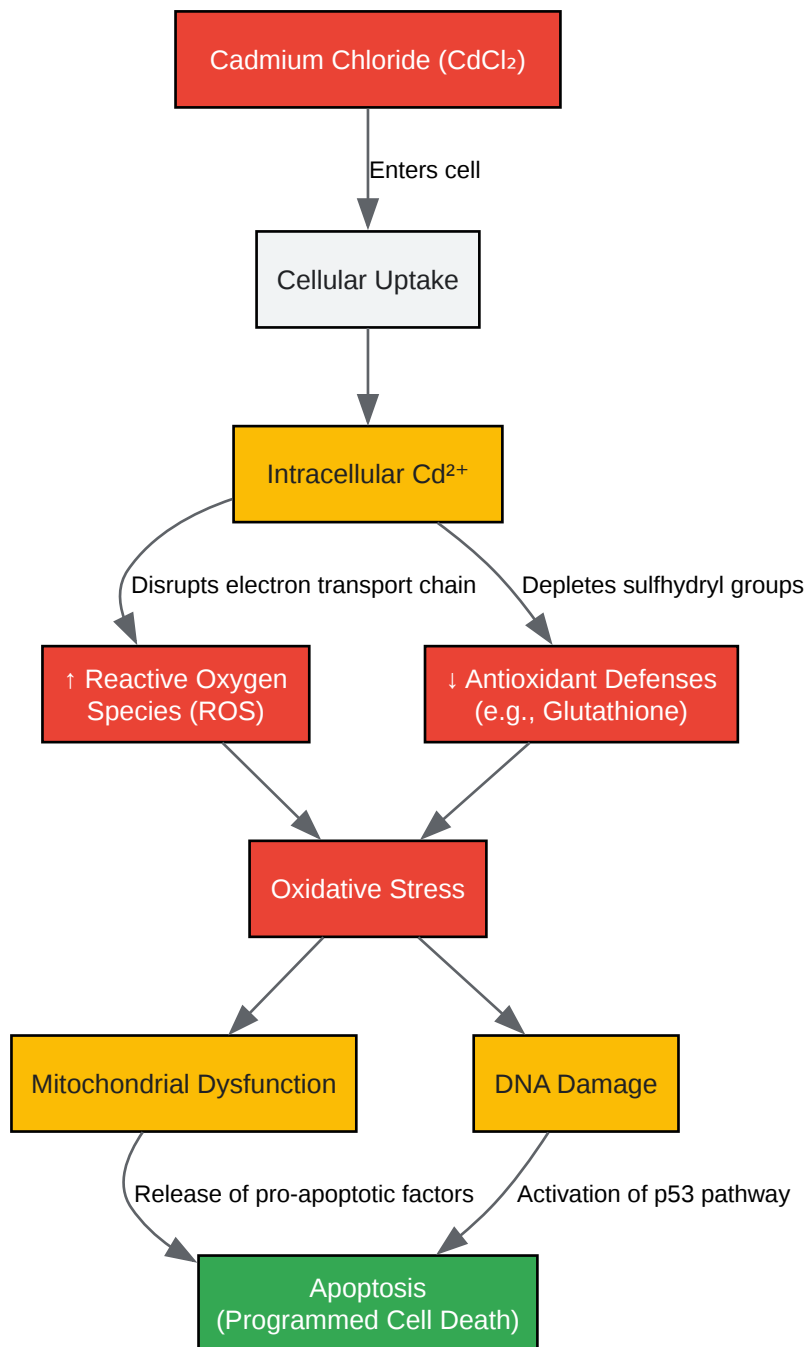 Cadmium Chloride (CdCl₂)
Enters cell
Cellular Uptake
Intracellular Cd²⁺
Disrupts electron transport chain
Depletes sulfhydryl groups
↑ Reactive Oxygen
Species (ROS)
↓ Antioxidant Defenses
(e.g., Glutathione)
Oxidative Stress
Mitochondrial Dysfunction
DNA Damage
Release of pro-apoptotic factors
Activation of p53 pathway
Apoptosis
(Programmed Cell Death)